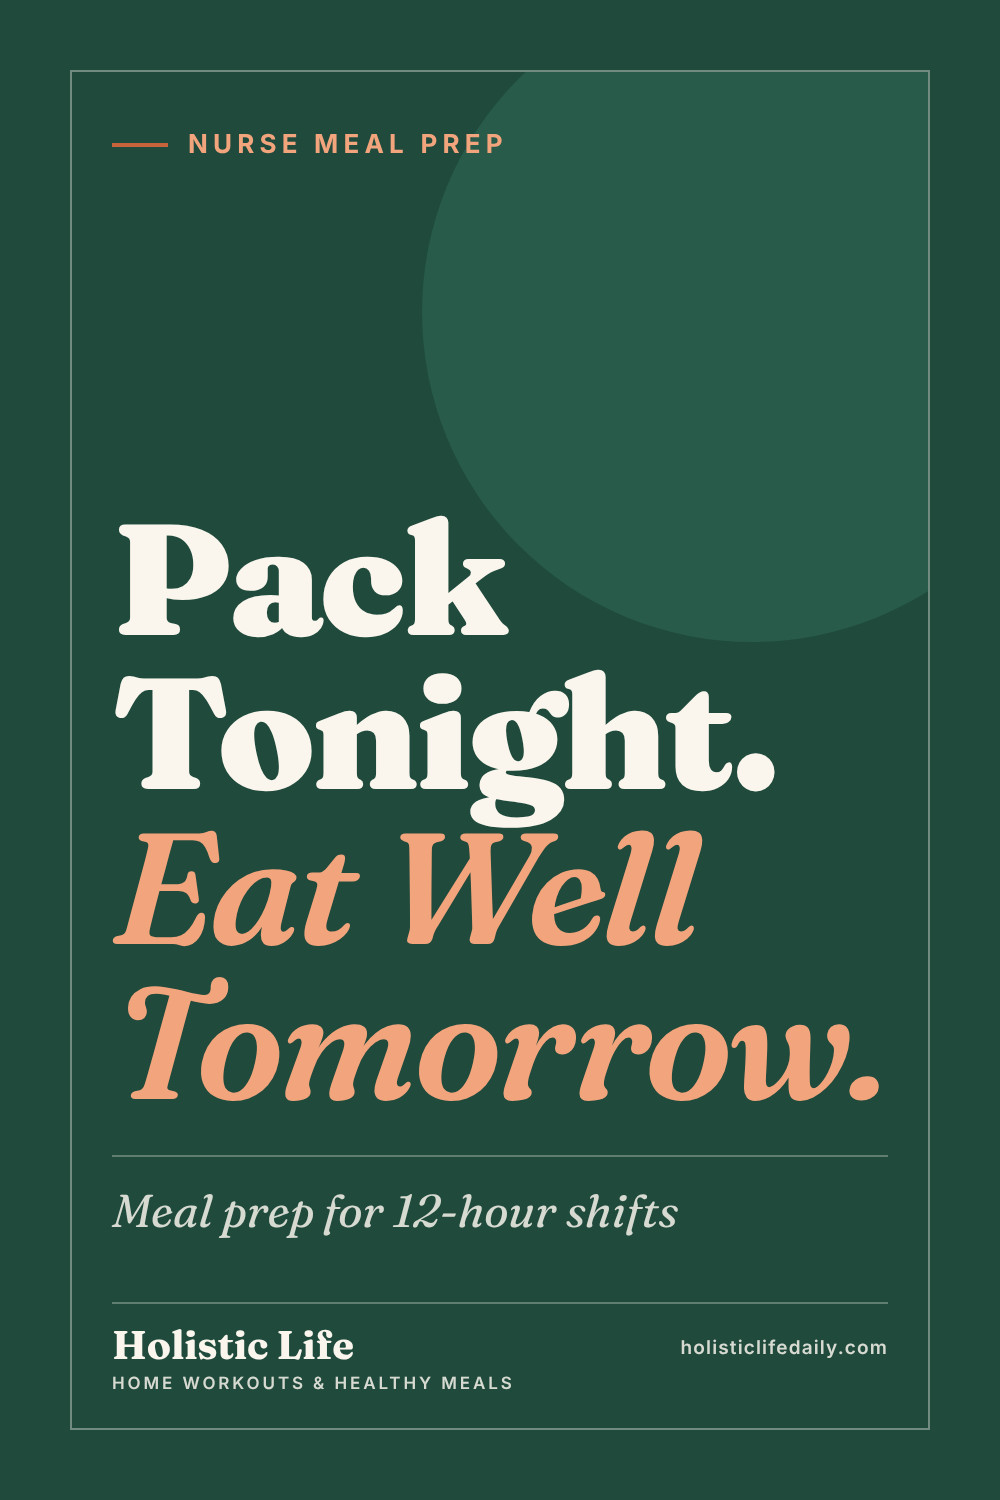 NURSE MEAL PREP
Pack
Tonight.
Eat Well
Tomorrow.
Meal prep for 12-hour shifts
Holistic Life
holisticlifedaily.com
HOME WORKOUTS & HEALTHY MEALS